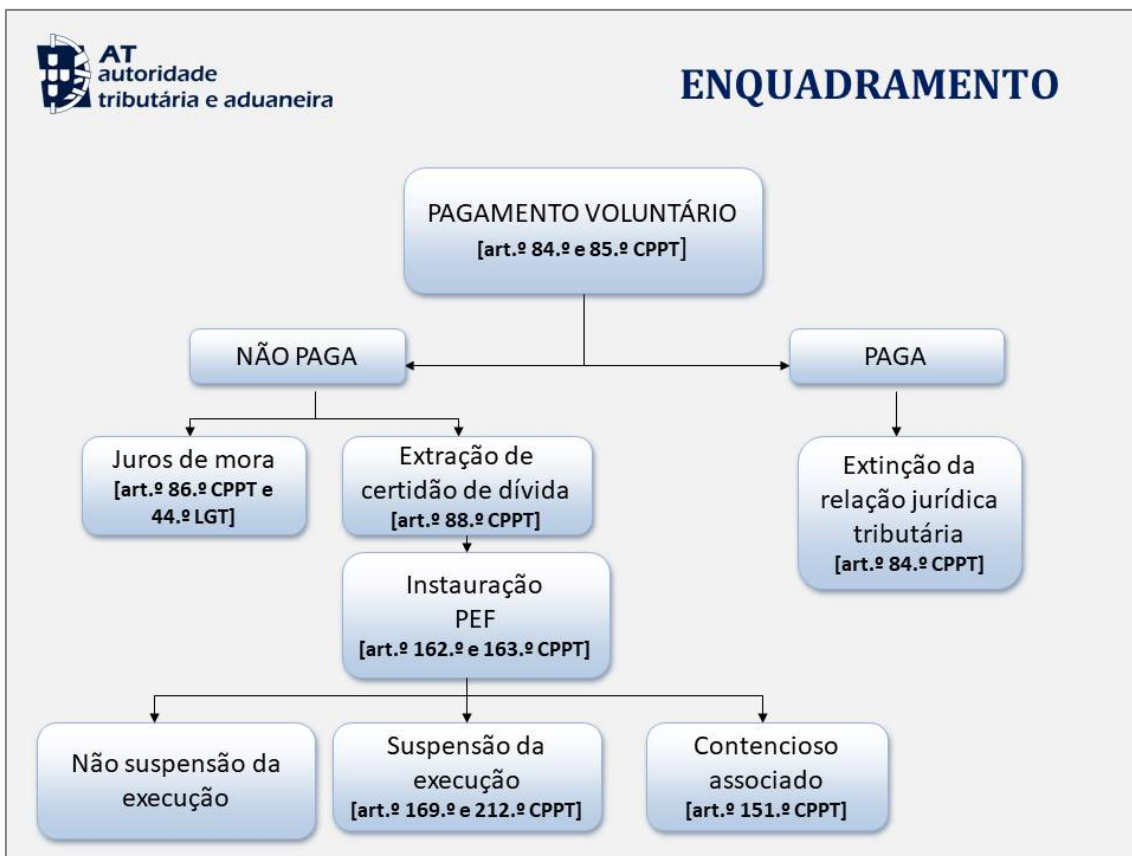 AT
autoridade
tributária e aduaneira
ENQUADRAMENTO
PAGAMENTO VOLUNTÁRIO
[art.º 84.º e 85.º CPPT]
NÃO PAGA
PAGA
Juros de mora
[art.º 86.º CPPT e
44.º LGT]
Extração de
certidão de dívida
[art.º 88.º CPPT]
Extinção da
relação jurídica
tributária
[art.º 84.º CPPT]
Instauração
PEF
[art.º 162.º e 163.º CPPT]
Não suspensão da
execução
Suspensão da
execução
[art.º 169.º e 212.º CPPT]
Contencioso
associado
[art.º 151.º CPPT]